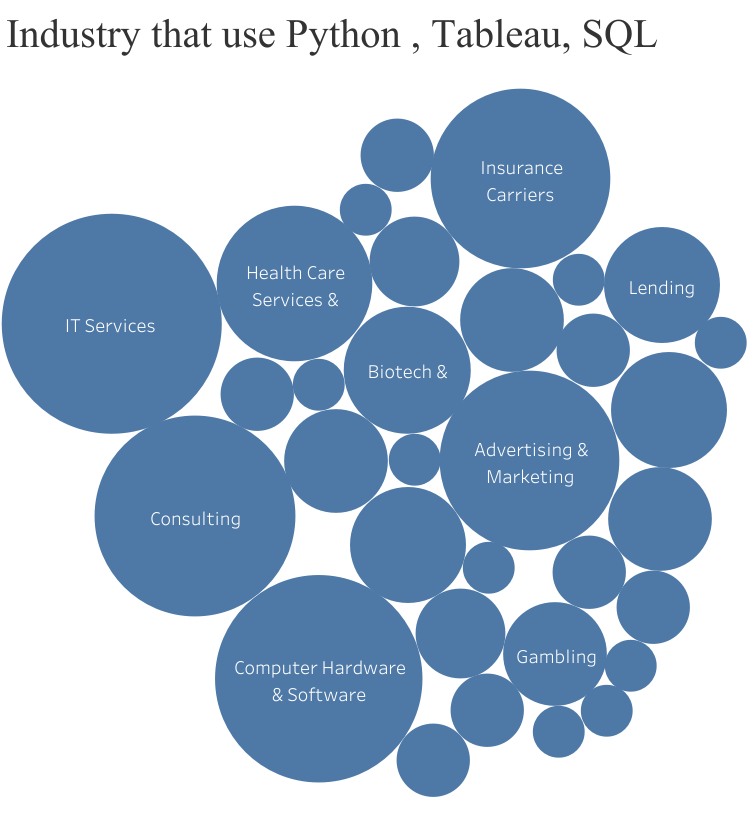 Industry that use Python , Tableau, SQL
Insurance
Carriers
Health Care
Services &
Lending
IT Services
Biotech &
Advertising &
Marketing
Consulting
Gambling
Computer Hardware
& Software